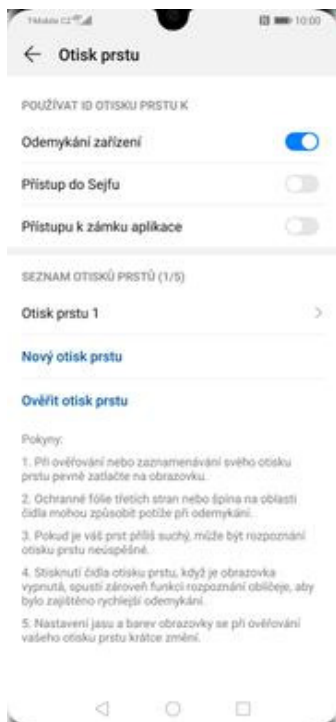 T-Mobile CZ 10:00
Otisk prstu
POUŽÍVAT ID OTISKU PRSTU K
Odemykání zařízení
Přístup do Sejfu
Přístupu k zámku aplikace
SEZNAM OTISKŮ PRSTŮ (1/5)
Otisk prstu 1
Nový otisk prstu
Ověřit otisk prstu
Pokyny:
1. Při ověřování nebo zaznamenávání svého otisku
prstu pevně zatlačte na obrazovku.
2. Ochranné fólie třetích stran nebo špína na oblasti
čidla mohou způsobit potíže při odemykání.
3. Pokud je váš prst příliš suchý, může být rozpoznání
otisku prstu neúspěšné.
4. Stisknutí čidla otisku prstu, když je obrazovka
vypnutá, spustí zároveň funkci rozpoznání obličeje, aby
bylo zajištěno rychlejší odemykání.
5. Nastavení jasu a barev obrazovky se při ověřování
vašeho otisku prstu krátce změní.